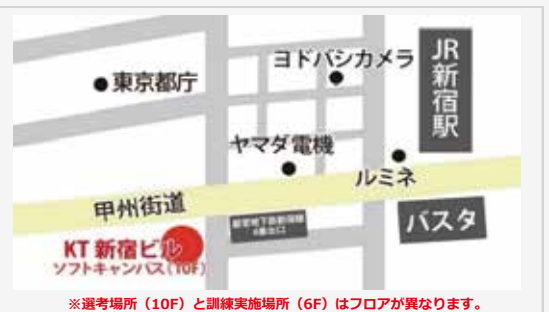 ヨドバシカメラ
JR新宿駅
東京都庁
ヤマダ電機
ルミネ
甲州街道
バスタ
KT 新宿ビル
ソフトキャンパス(10F)
※選考場所（10F）と訓練実施場所（6F）はフロアが異なります。